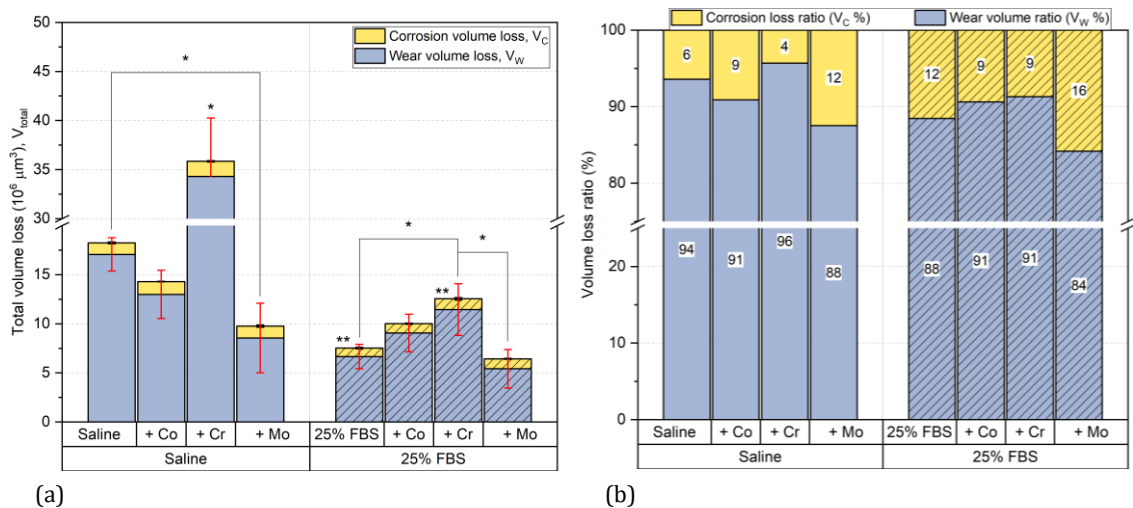 50
45
40
35
30
15
10
5
0
Total volume loss (10⁶ μm³), V_total
Corrosion volume loss, V_C
Wear volume loss, V_W
*
*
*
*
**
**
Saline
+ Co
+ Cr
+ Mo
25% FBS
+ Co
+ Cr
+ Mo
Saline
25% FBS
(a)
Corrosion loss ratio (V_C %)
Wear volume ratio (V_W %)
100
90
80
20
10
0
Volume loss ratio (%)
6
9
4
12
12
9
9
16
94
91
96
88
88
91
91
84
Saline
+ Co
+ Cr
+ Mo
25% FBS
+ Co
+ Cr
+ Mo
Saline
25% FBS
(b)